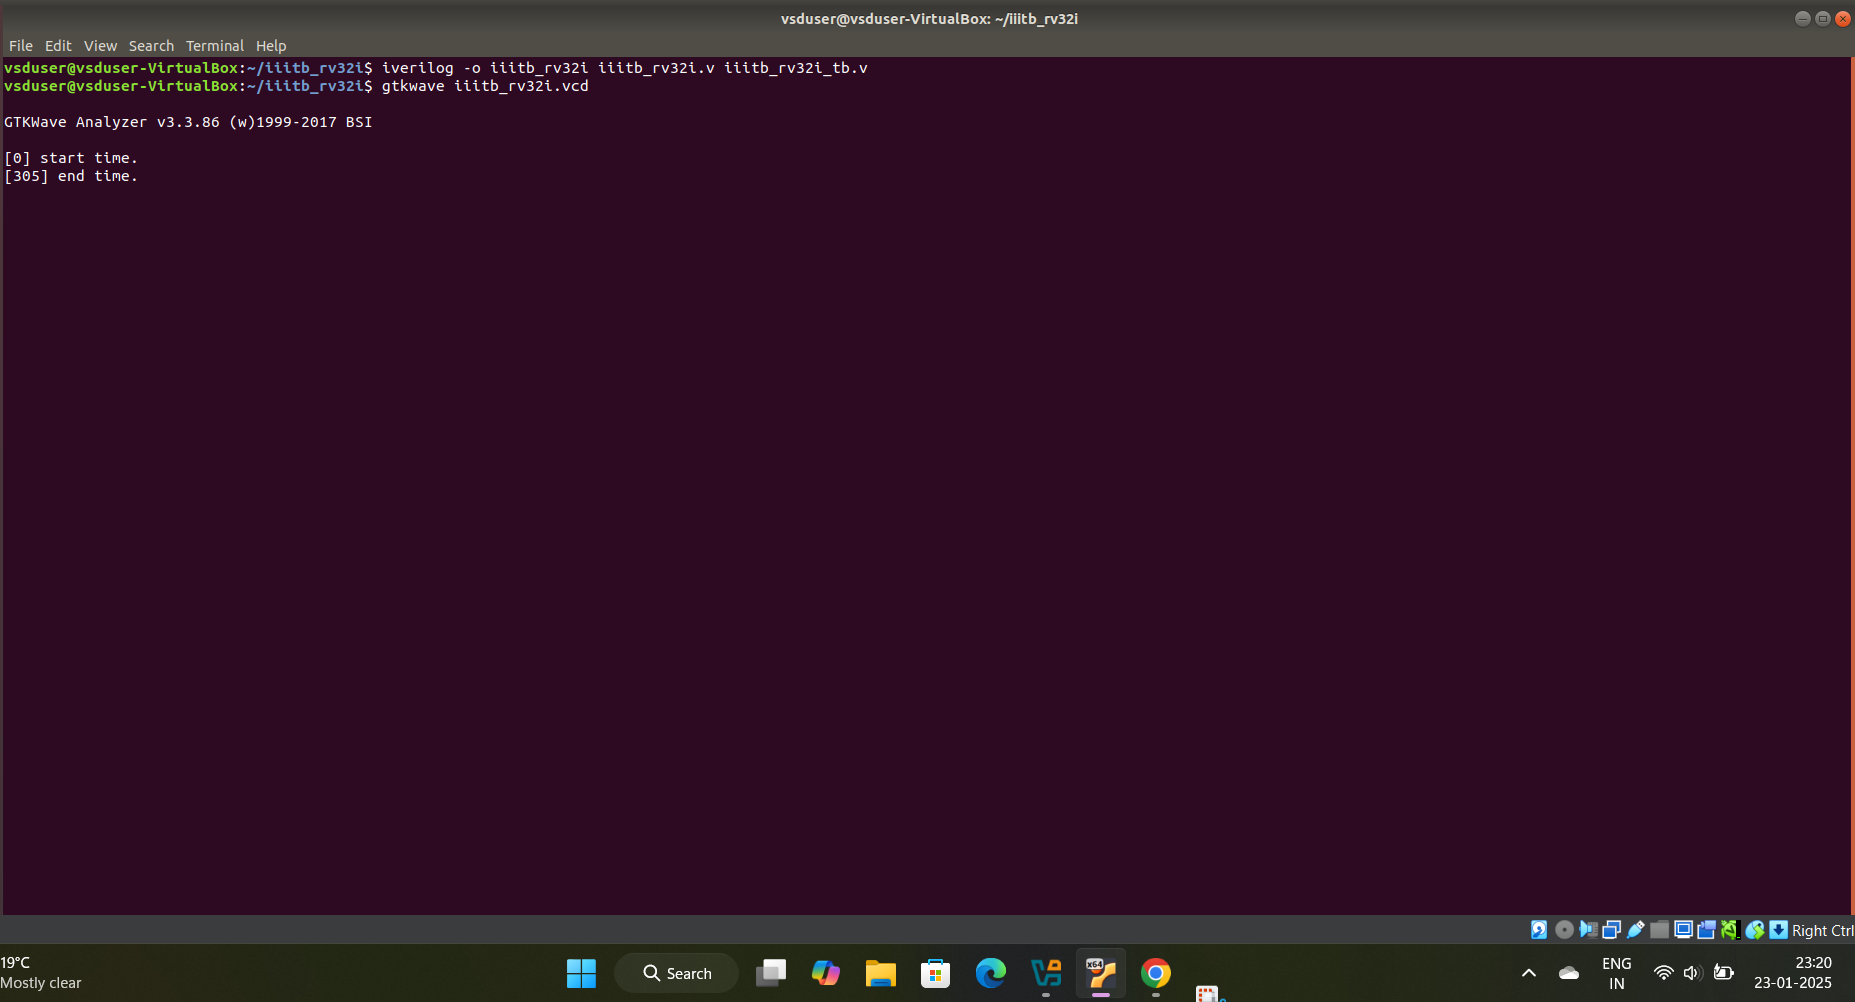 vsduser@vsduser-VirtualBox: ~/iiitb_rv32i
File Edit View Search Terminal Help
vsduser@vsduser-VirtualBox:~/iiitb_rv32i$ iverilog -o iiitb_rv32i iiitb_rv32i.v iiitb_rv32i_tb.v
vsduser@vsduser-VirtualBox:~/iiitb_rv32i$ gtkwave iiitb_rv32i.vcd
GTKWave Analyzer v3.3.86 (w)1999-2017 BSI
[0] start time.
[305] end time.
Right Ctrl
19°C
Mostly clear
Search
x64
ENG
IN
23:20
23-01-2025